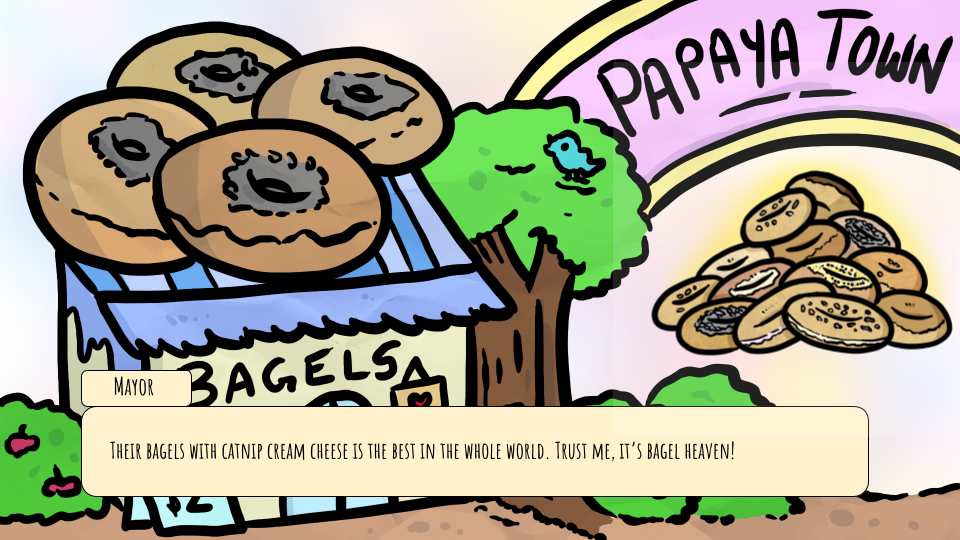 PAPAYA TOWN
BAGELS
Mayor
Their bagels with catnip cream cheese is the best in the whole world. Trust me, it's bagel heaven!
$2